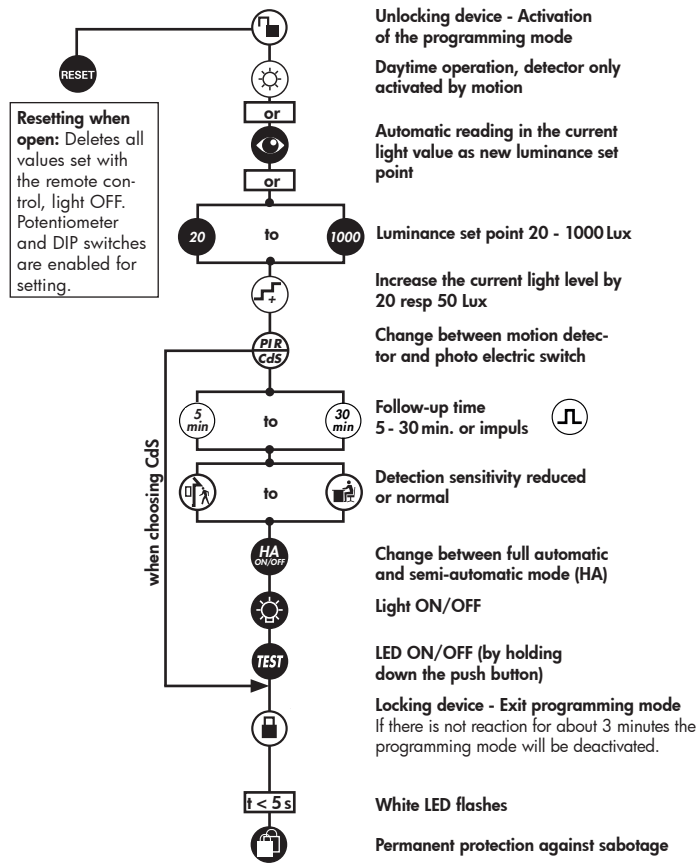 Unlocking device - Activation
of the programming mode
RESET
Daytime operation, detector only
activated by motion
Resetting when
open: Deletes all
values set with
the remote con-
trol, light OFF.
Potentiometer
and DIP switches
are enabled for
setting.
or
Automatic reading in the current
light value as new luminance set
point
or
20
to
1000
Luminance set point 20 - 1000 Lux
+
Increase the current light level by
20 resp 50 Lux
PIR
CdS
Change between motion detec-
tor and photo electric switch
when choosing CdS
5
min
to
30
min
Follow-up time
5 - 30 min. or impuls
to
Detection sensitivity reduced
or normal
HA
ON/OFF
Change between full automatic
and semi-automatic mode (HA)
Light ON/OFF
TEST
LED ON/OFF (by holding
down the push button)
Locking device - Exit programming mode
If there is not reaction for about 3 minutes the
programming mode will be deactivated.
t < 5 s
White LED flashes
Permanent protection against sabotage